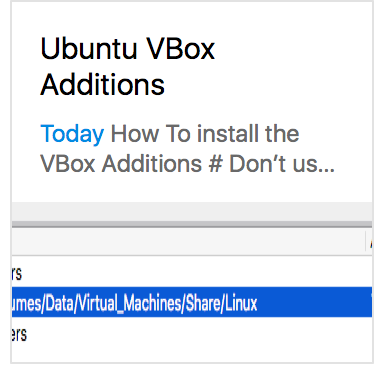 Ubuntu VBox
Additions
Today How To install the
VBox Additions # Don’t us...
rs
umes/Data/Virtual_Machines/Share/Linux
ers